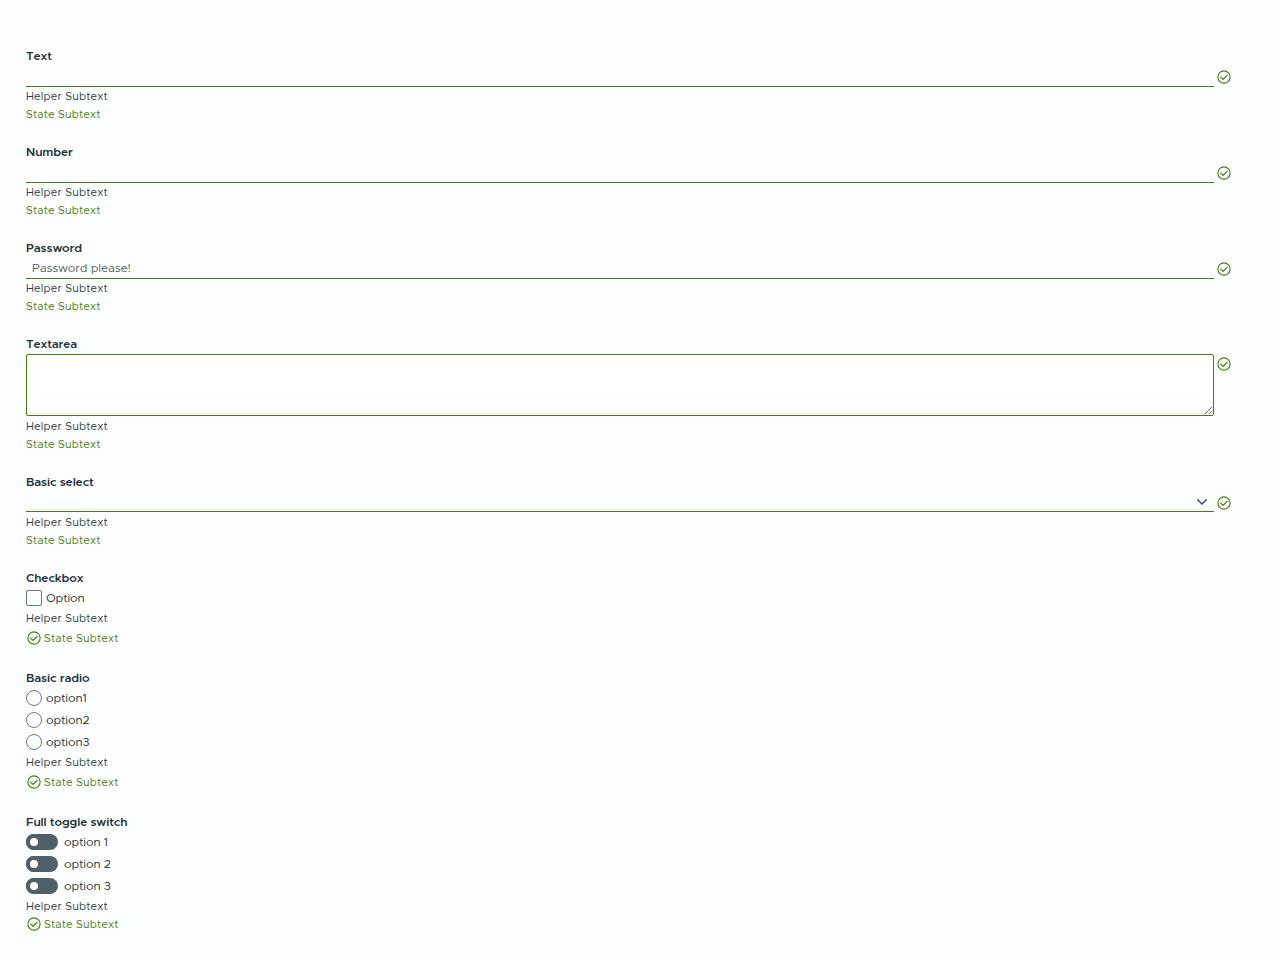 Text
Helper Subtext
State Subtext
Number
Helper Subtext
State Subtext
Password
Password please!
Helper Subtext
State Subtext
Textarea
Helper Subtext
State Subtext
Basic select
Helper Subtext
State Subtext
Checkbox
Option
Helper Subtext
State Subtext
Basic radio
option1
option2
option3
Helper Subtext
State Subtext
Full toggle switch
option 1
option 2
option 3
Helper Subtext
State Subtext